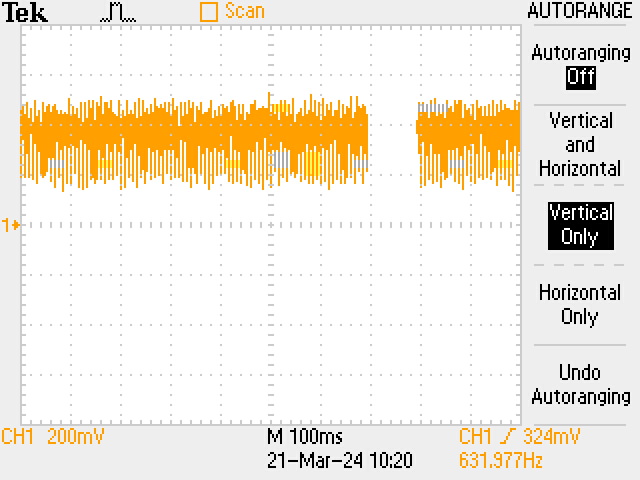 Tek Scan AUTORANGE
Autoranging
Off
Vertical
and
Horizontal
Vertical
Only
1
Horizontal
Only
Undo
Autoranging
CH1 200mV M 100ms CH1 324mV
21-Mar-24 10:20 631.977Hz